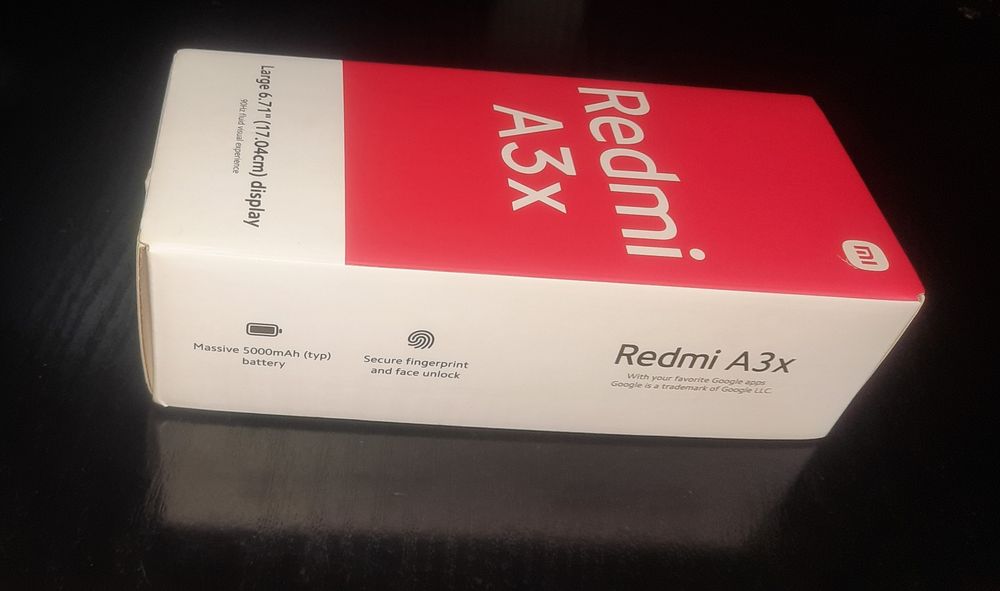 Redmi
A3x
mi
Large 6.71" (17.04cm) display
90Hz fluid visual experience
Massive 5000mAh (typ)
battery
Secure fingerprint
and face unlock
Redmi A3x
With your favorite Google apps
Google is a trademark of Google LLC.